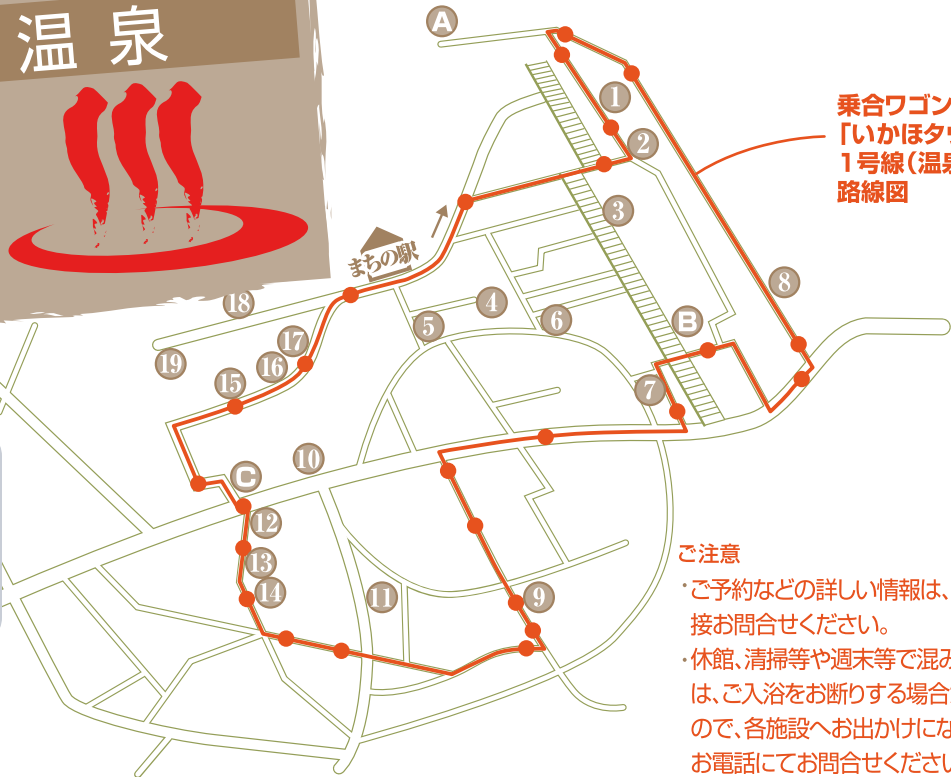 温泉
A
1
2
3
4
5
6
7
8
9
10
11
12
13
14
15
16
17
18
19
B
C
まちの駅
乗合ワゴン
「いかほタウ
1号線(温泉
路線図
ご注意
・ご予約などの詳しい情報は、
接お問合せください。
・休館、清掃等や週末等で混み
は、ご入浴をお断りする場合
ので、各施設へお出かけにな
お電話にてお問合せください